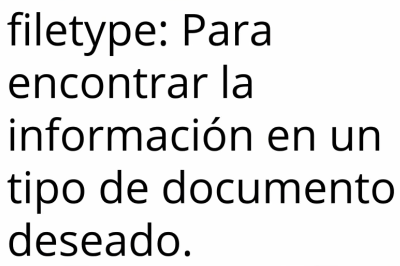 filetype: Para
encontrar la
información en un
tipo de documento
deseado.